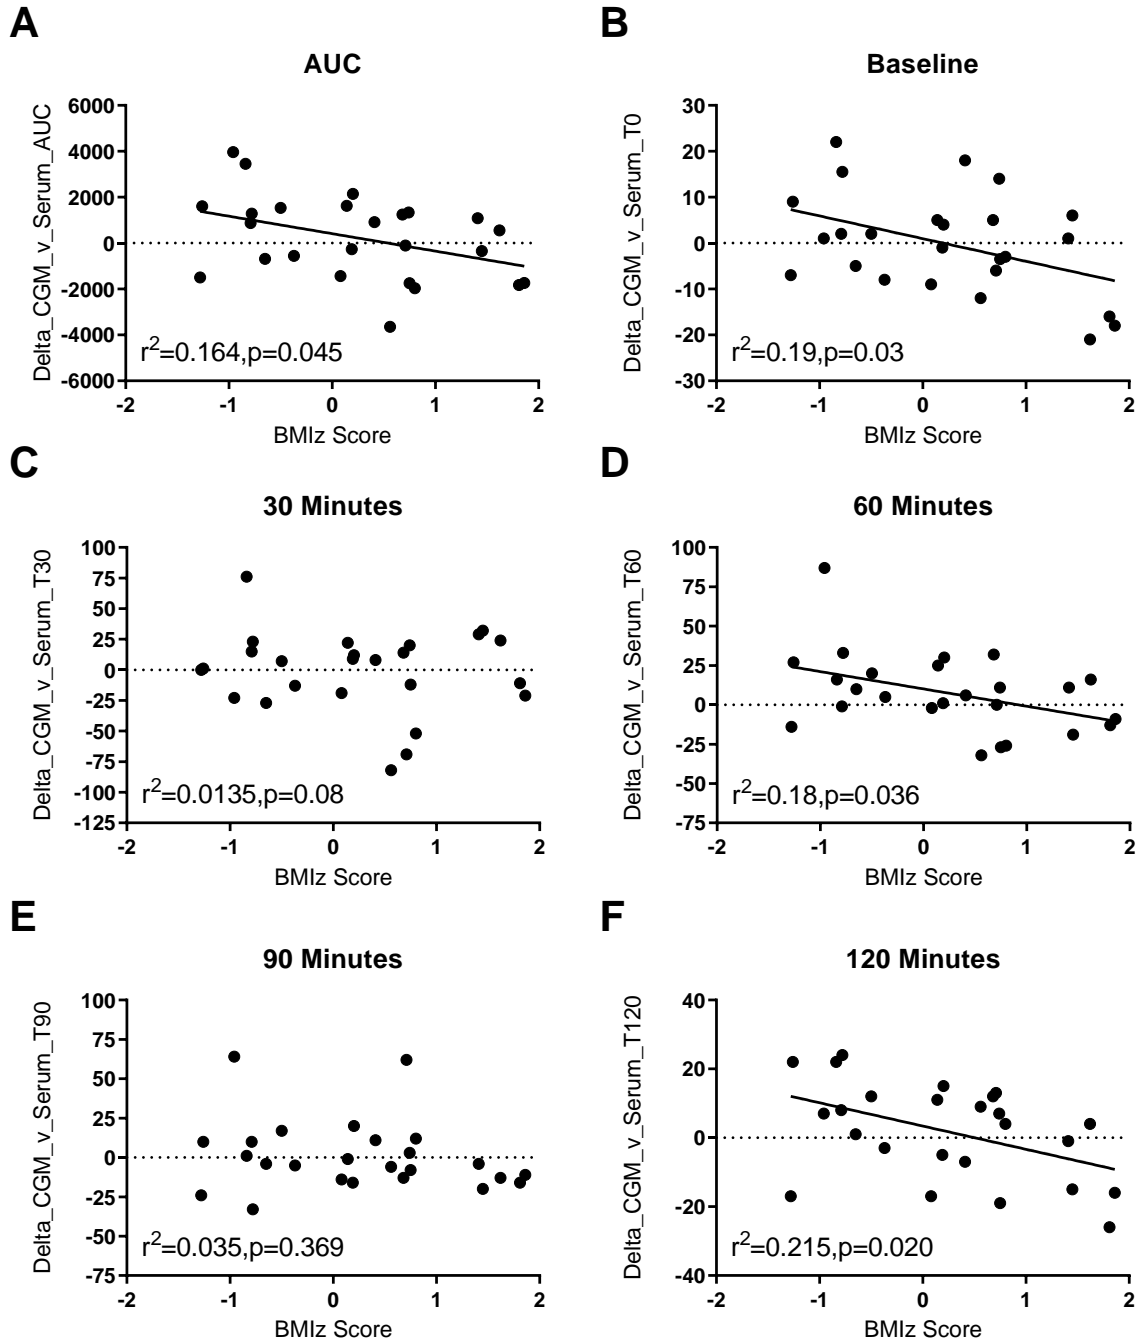 A
AUC
Delta_CGM_v_Serum_AUC
6000
4000
2000
0
-2000
-4000
-6000
r²=0.164,p=0.045
-2 -1 0 1 2
BMIz Score
B
Baseline
Delta_CGM_v_Serum_T0
30
20
10
0
-10
-20
-30
r²=0.19,p=0.03
-2 -1 0 1 2
BMIz Score
C
30 Minutes
Delta_CGM_v_Serum_T30
100
75
50
25
0
-25
-50
-75
-100
-125
r²=0.0135,p=0.08
-2 -1 0 1 2
BMIz Score
D
60 Minutes
Delta_CGM_v_Serum_T60
100
75
50
25
0
-25
-50
-75
r²=0.18,p=0.036
-2 -1 0 1 2
BMIz Score
E
90 Minutes
Delta_CGM_v_Serum_T90
100
75
50
25
0
-25
-50
-75
r²=0.035,p=0.369
-2 -1 0 1 2
BMIz Score
F
120 Minutes
Delta_CGM_v_Serum_T120
40
20
0
-20
-40
r²=0.215,p=0.020
-2 -1 0 1 2
BMIz Score